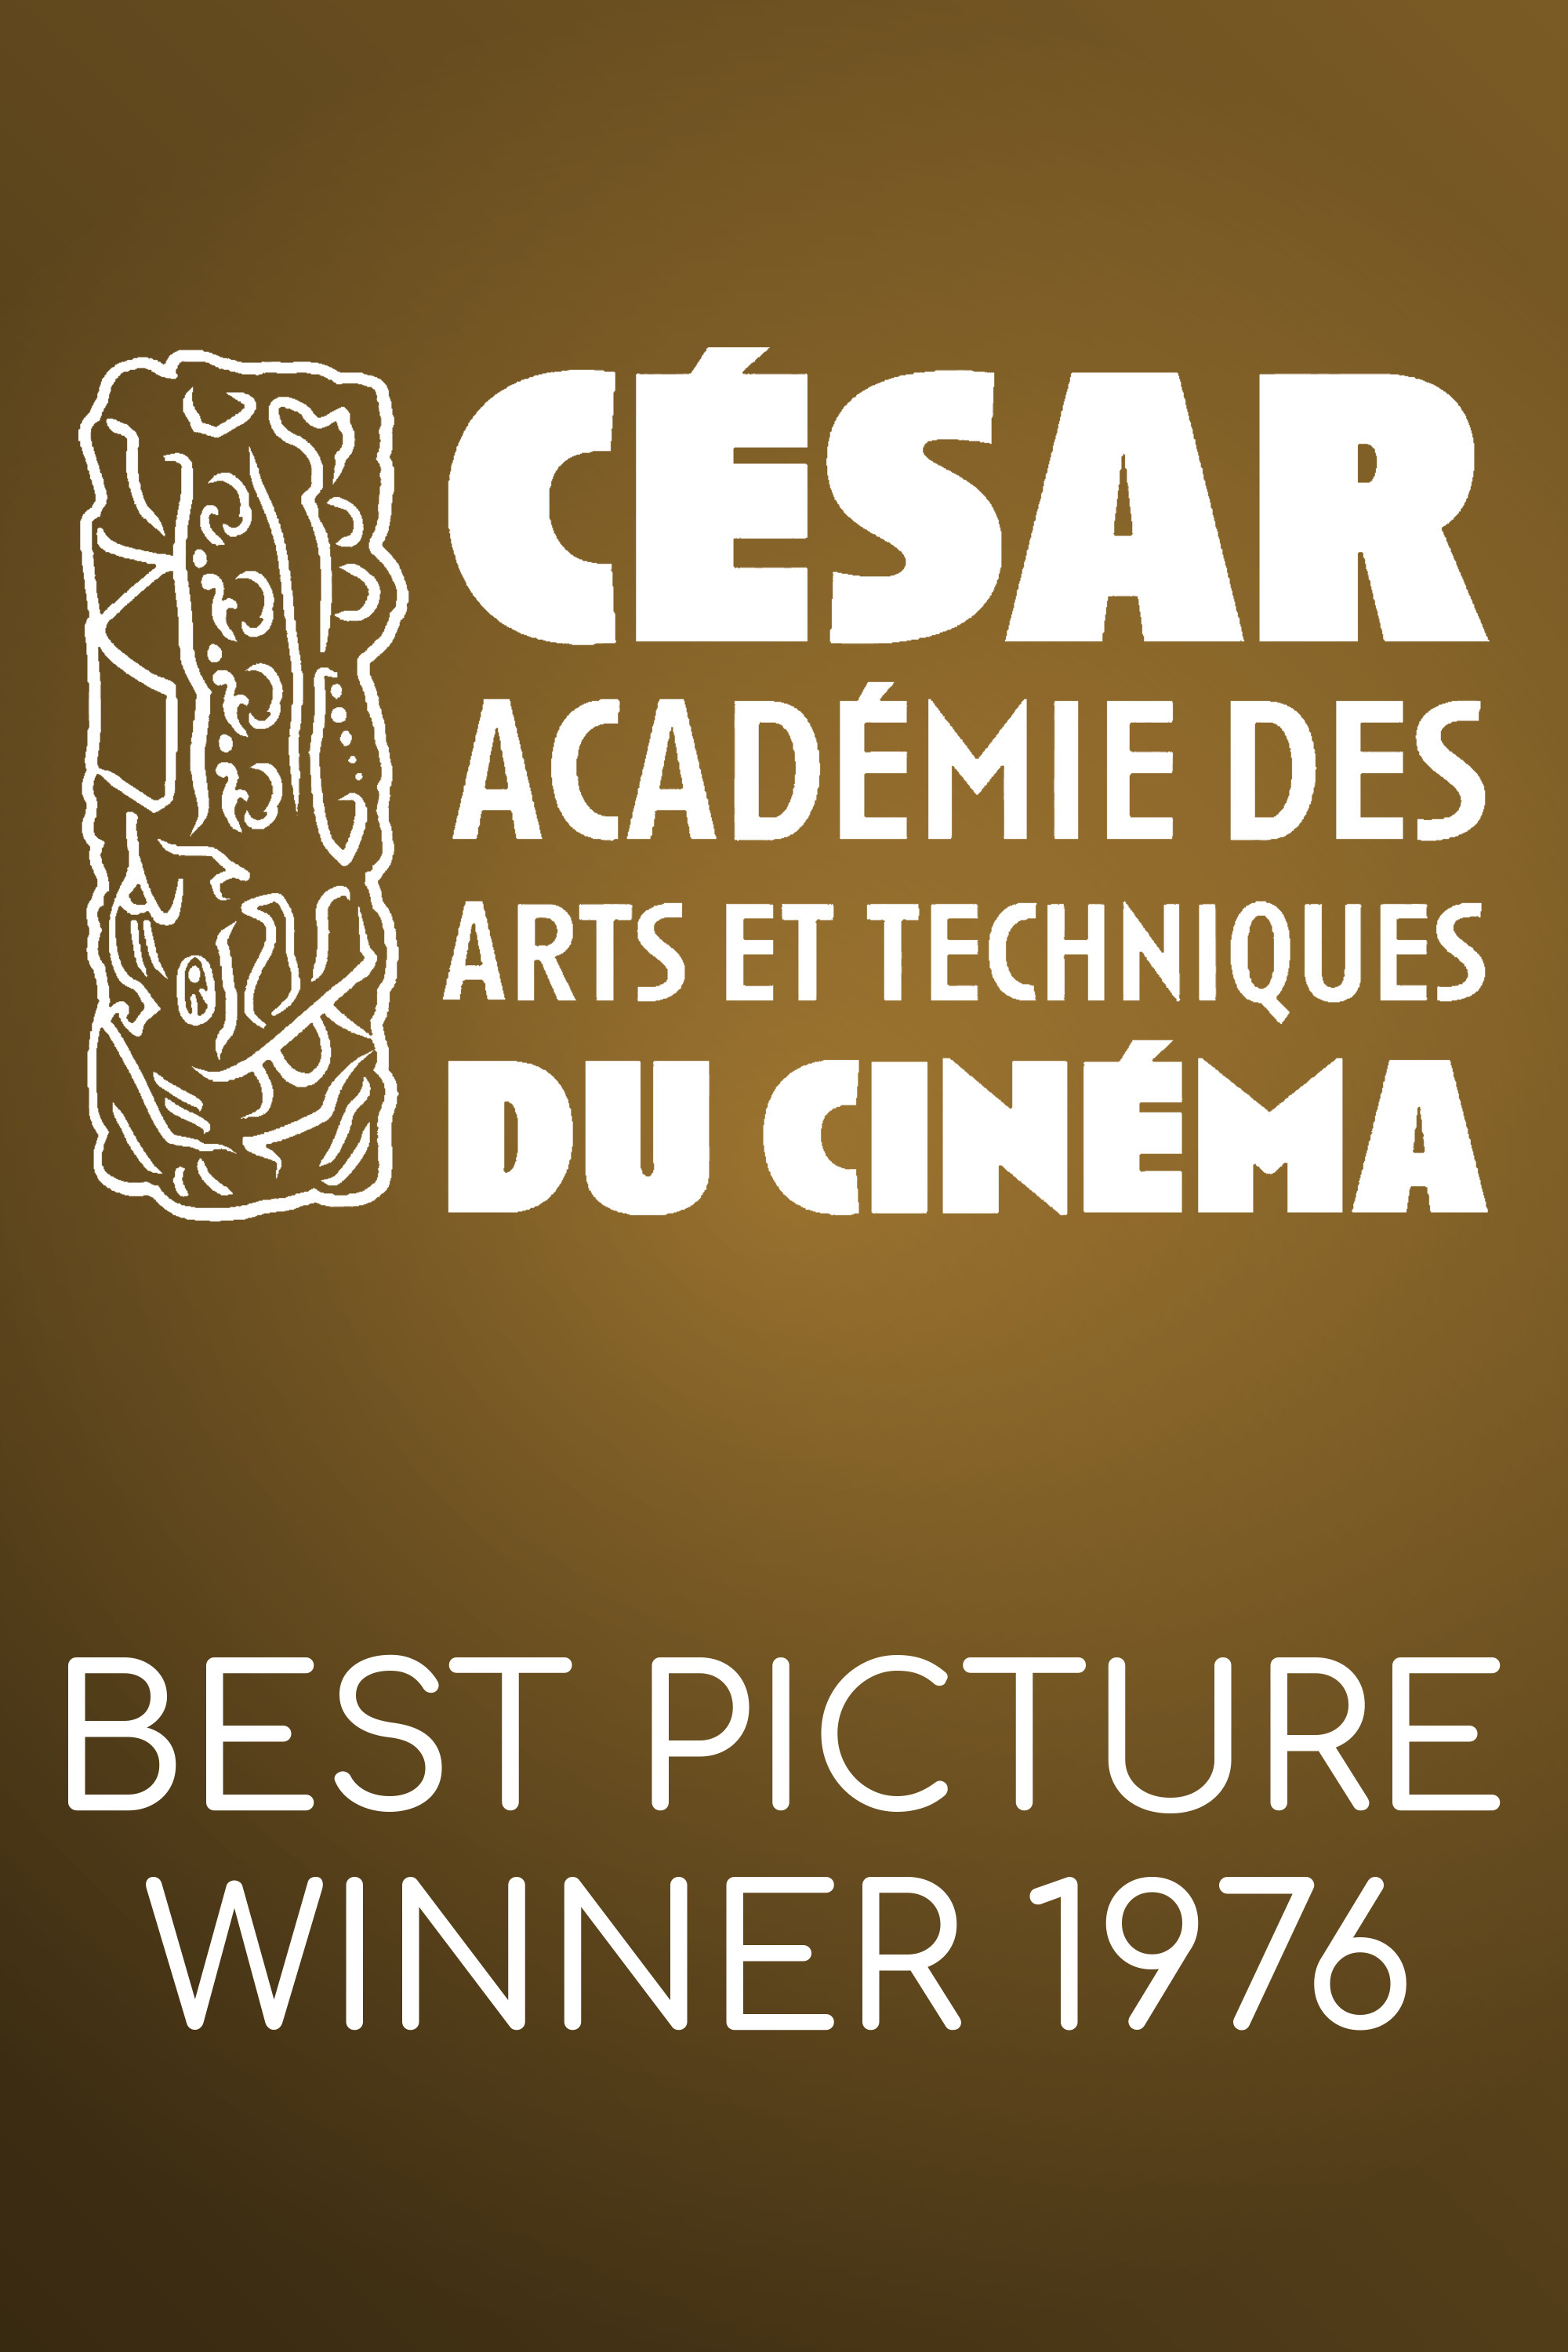 CÉSAR
ACADÉMIE DES
ARTS ET TECHNIQUES
DU CINÉMA
BEST PICTURE
WINNER 1976